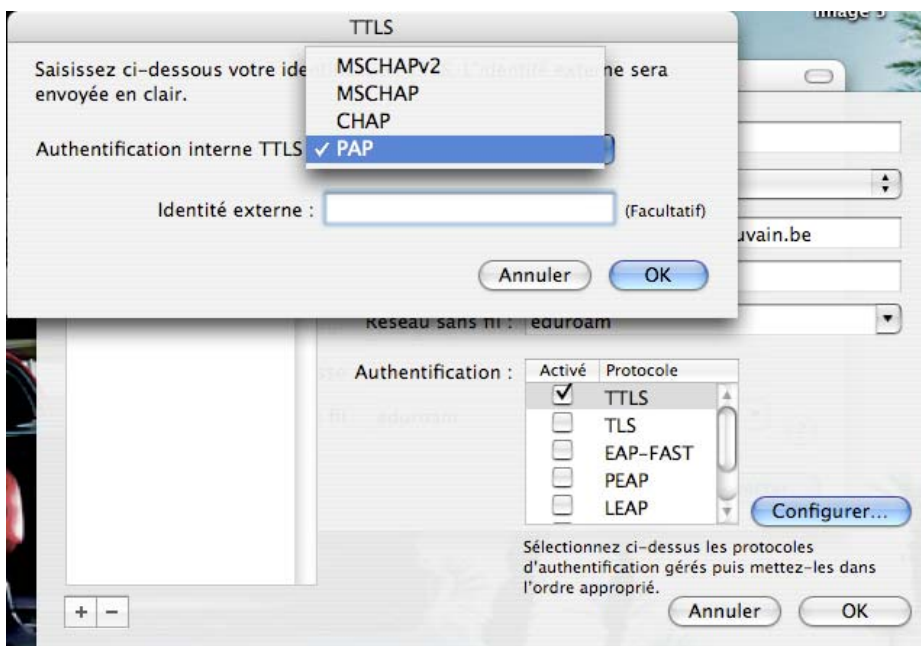 Image 3
TTLS
Saisissez ci-dessous votre ide
ne sera
envoyée en clair.
MSCHAPv2
MSCHAP
CHAP
Authentification interne TTLS
✓ PAP
Identité externe :
(Facultatif)
uvain.be
Annuler
OK
Réseau sans fil :
eduroam
Authentification :
Activé
Protocole
TTLS
TLS
EAP-FAST
PEAP
LEAP
Configurer...
Sélectionnez ci-dessus les protocoles
d'authentification gérés puis mettez-les dans
l'ordre approprié.
+ -
Annuler
OK